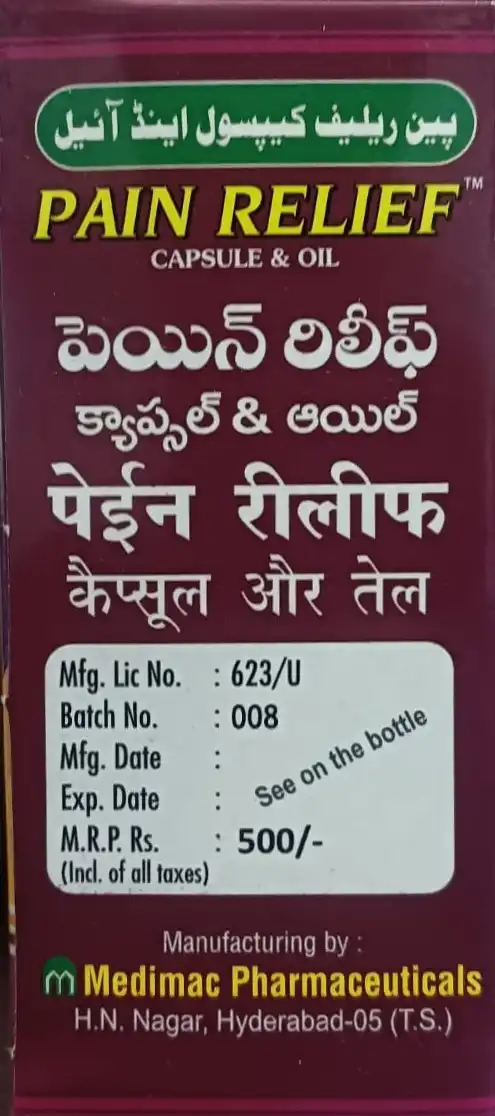 پین ریلیف کیپسول اینڈ آئیل
PAIN RELIEF™
CAPSULE & OIL
పెయిన్ రిలీఫ్
క్యాప్సల్ & ఆయిల్
पेईन रीलीफ
कैप्सूल और तेल
Mfg. Lic No. : 623/U
Batch No. : 008
Mfg. Date :
Exp. Date :
See on the bottle
M.R.P. Rs. : 500/-
(Incl. of all taxes)
Manufacturing by :
Medimac Pharmaceuticals
H.N. Nagar, Hyderabad-05 (T.S.)